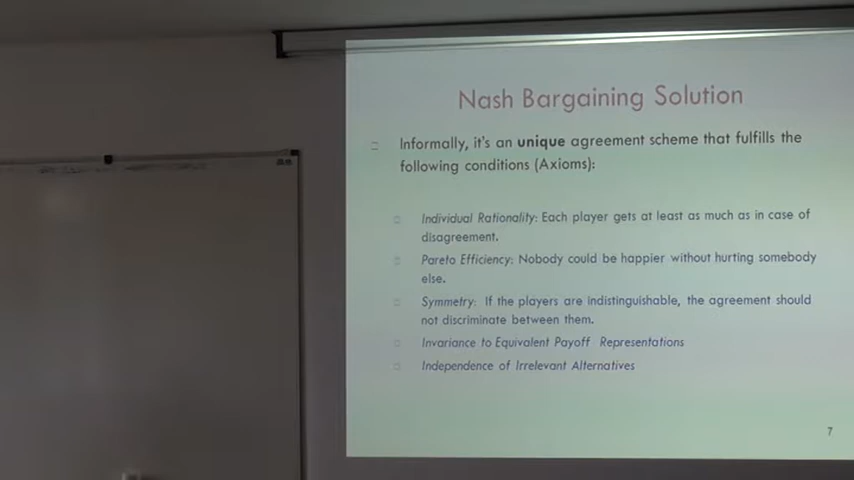 Nash Bargaining Solution
Informally, it's an unique agreement scheme that fulfills the
following conditions (Axioms):
Individual Rationality: Each player gets at least as much as in case of
disagreement.
Pareto Efficiency: Nobody could be happier without hurting somebody
else.
Symmetry: If the players are indistinguishable, the agreement should
not discriminate between them.
Invariance to Equivalent Payoff Representations
Independence of Irrelevant Alternatives
7